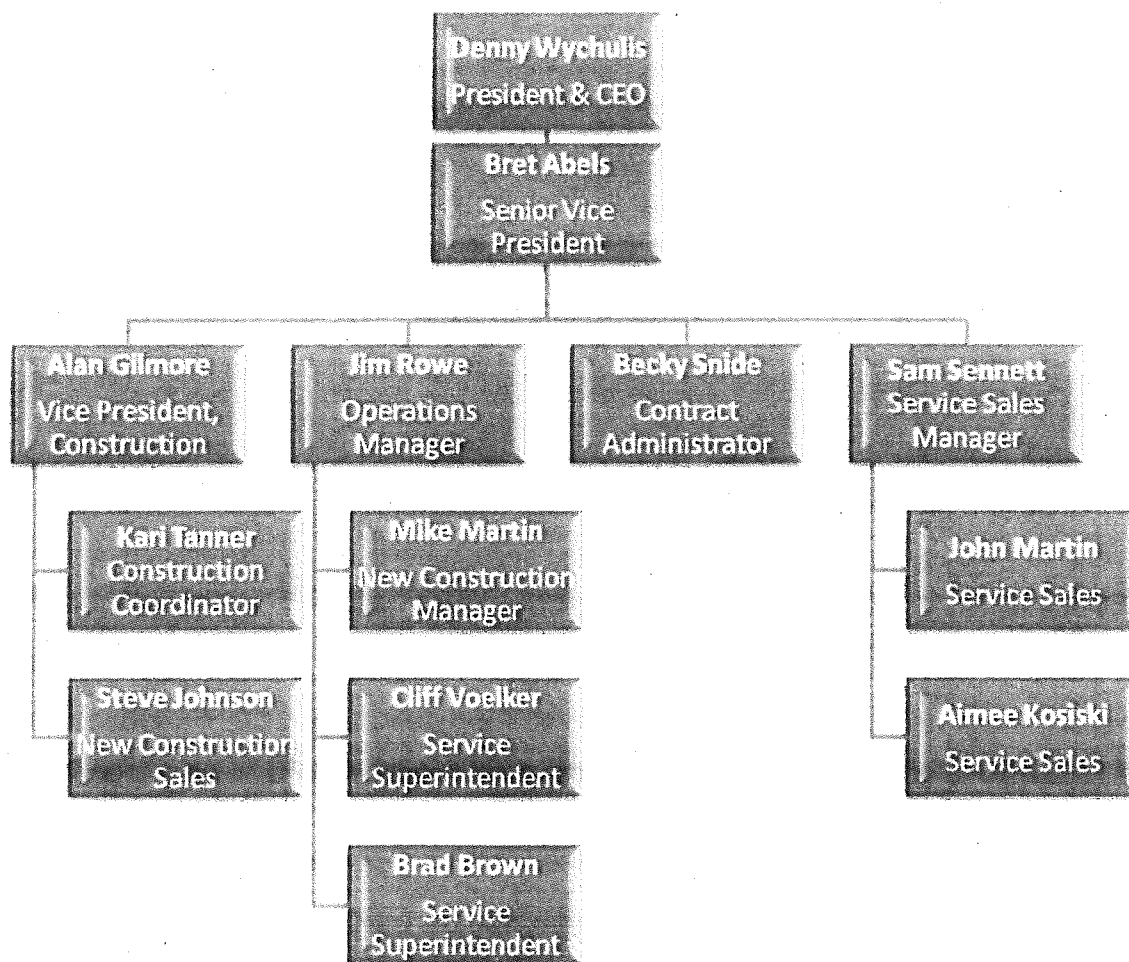 Denny Wychulis
President & CEO
Bret Abels
Senior Vice
President
Alan Gilmore
Vice President,
Construction
Jim Rowe
Operations
Manager
Becky Snide
Contract
Administrator
Sam Sennett
Service Sales
Manager
Kari Tanner
Construction
Coordinator
Mike Martin
New Construction
Manager
John Martin
Service Sales
Steve Johnson
New Construction
Sales
Cliff Voelker
Service
Superintendent
Aimee Kosiski
Service Sales
Brad Brown
Service
Superintendent